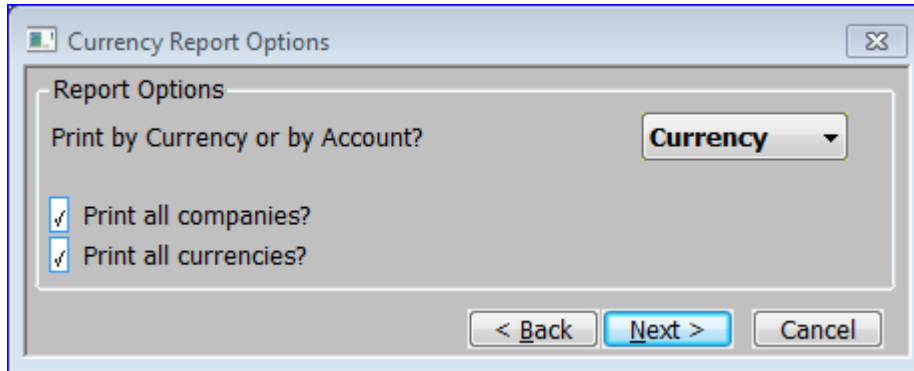 Currency Report Options
Report Options
Print by Currency or by Account? Currency
Print all companies?
Print all currencies?
< Back Next > Cancel